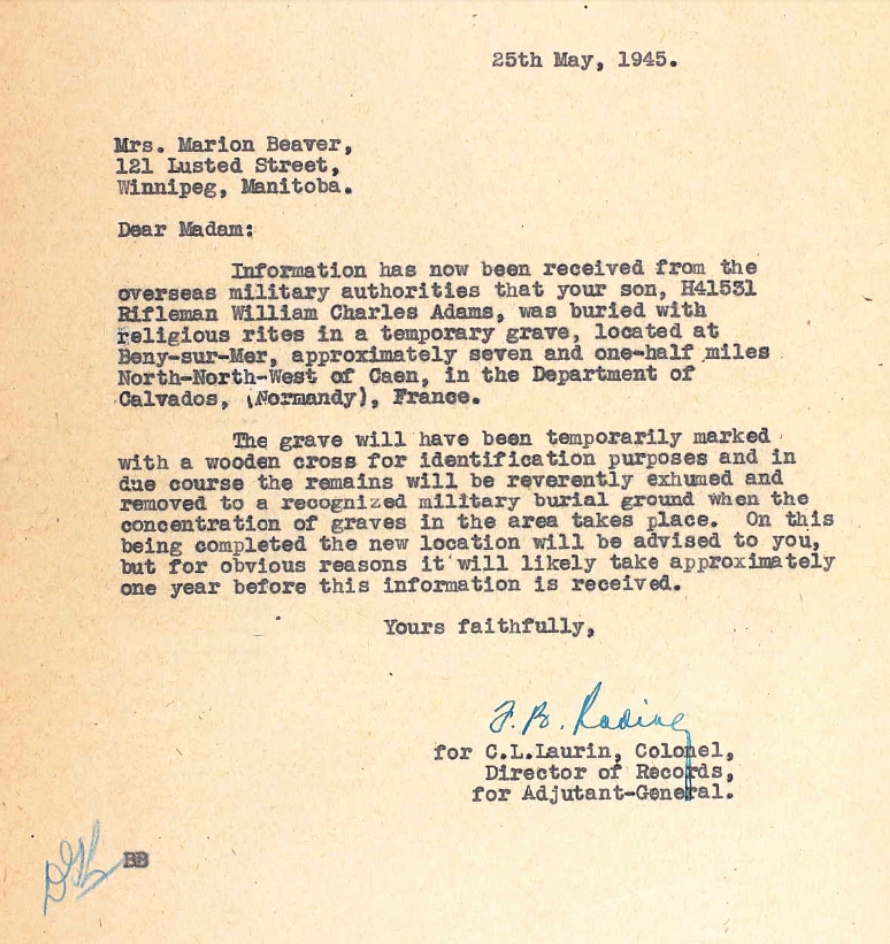 25th May, 1945.
Mrs. Marion Beaver,
121 Lusted Street,
Winnipeg, Manitoba.
Dear Madam:
Information has now been received from the
overseas military authorities that your son, H41531
Rifleman William Charles Adams, was buried with
religious rites in a temporary grave, located at
Beny-sur-Mer, approximately seven and one-half miles
North-North-West of Caen, in the Department of
Calvados, (Normandy), France.
The grave will have been temporarily marked
with a wooden cross for identification purposes and in
due course the remains will be reverently exhumed and
removed to a recognized military burial ground when the
concentration of graves in the area takes place. On this
being completed the new location will be advised to you,
but for obvious reasons it will likely take approximately
one year before this information is received.
Yours faithfully,
for C.L.Laurin, Colonel,
Director of Records,
for Adjutant-General.
BB